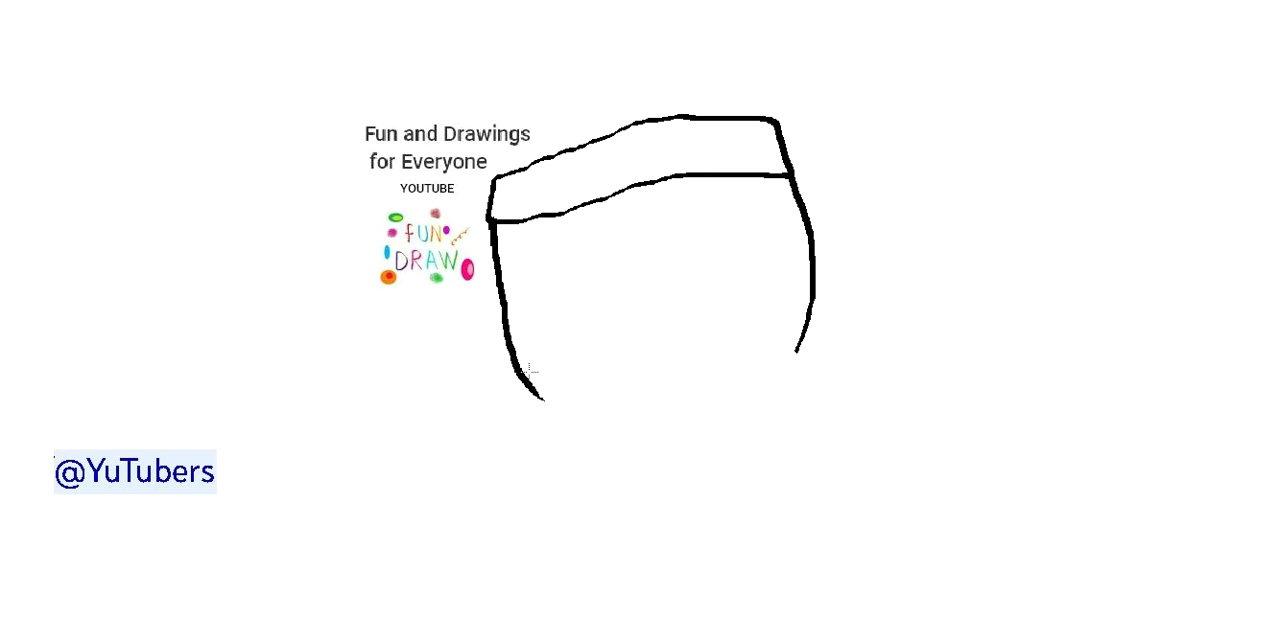 Fun and Drawings
for Everyone
YOUTUBE
FUN
DRAW
@YuTubers